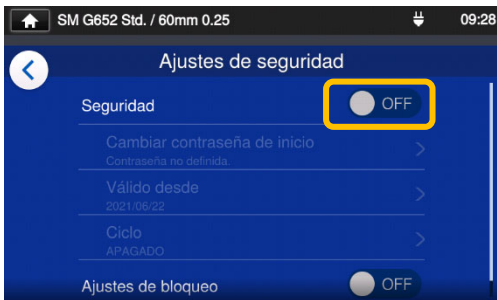 SM G652 Std. / 60mm 0.25 09:28
Ajustes de seguridad
Seguridad OFF
Cambiar contraseña de inicio
Contraseña no definida.
Válido desde
2021/06/22
Ciclo
APAGADO
Ajustes de bloqueo OFF